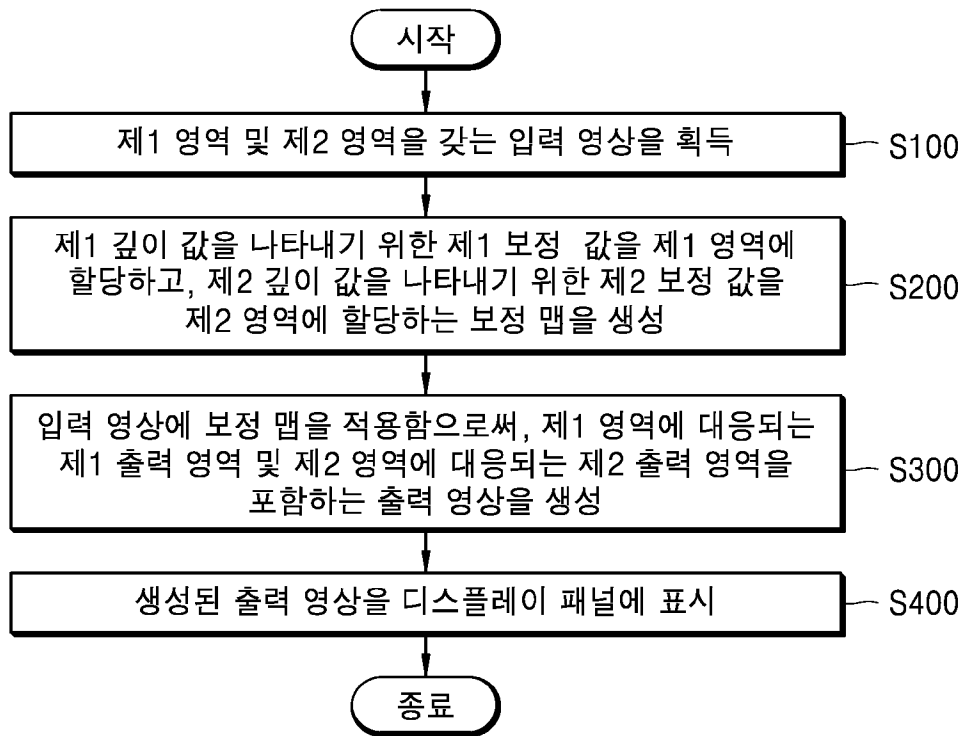 시작
제1 영역 및 제2 영역을 갖는 입력 영상을 획득
S100
제1 깊이 값을 나타내기 위한 제1 보정 값을 제1 영역에
할당하고, 제2 깊이 값을 나타내기 위한 제2 보정 값을
제2 영역에 할당하는 보정 맵을 생성
S200
입력 영상에 보정 맵을 적용함으로써, 제1 영역에 대응되는
제1 출력 영역 및 제2 영역에 대응되는 제2 출력 영역을
포함하는 출력 영상을 생성
S300
생성된 출력 영상을 디스플레이 패널에 표시
S400
종료